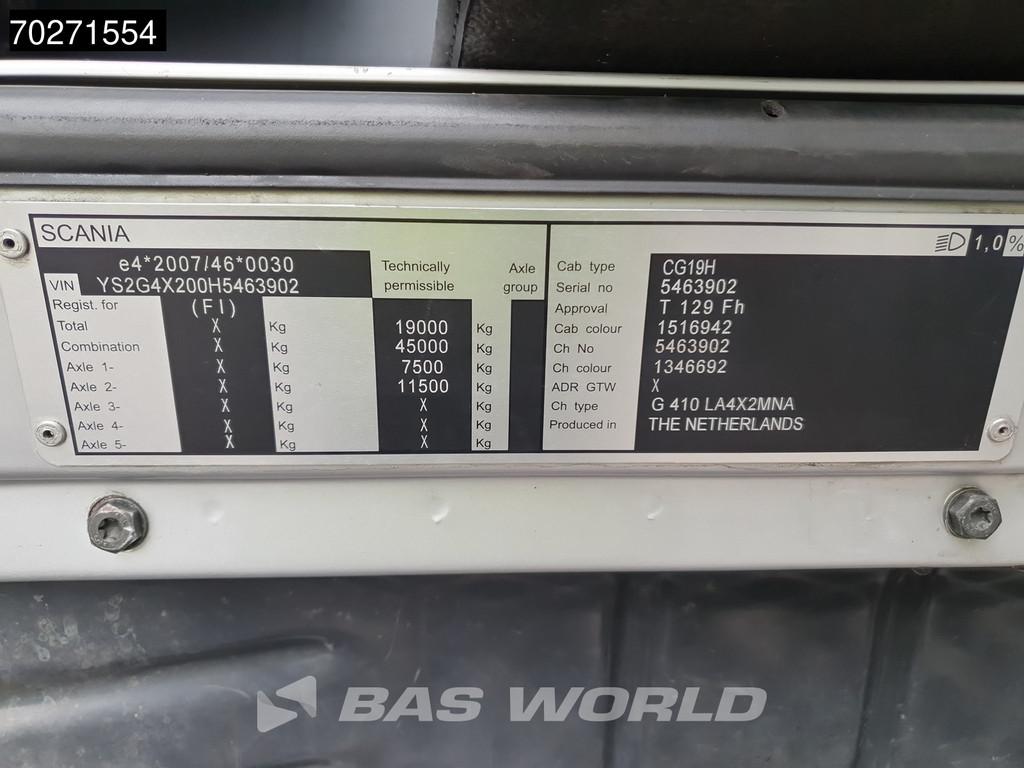 70271554
SCANIA
1,0%
e4*2007/46*0030
VIN YS2G4X200H5463902
Technically permissible
Axle group
Regist. for (FI)
Total X Kg 19000 Kg
Combination X Kg 45000 Kg
Axle 1- X Kg 7500 Kg
Axle 2- X Kg 11500 Kg
Axle 3- X Kg X Kg
Axle 4- X Kg X Kg
Axle 5- X Kg X Kg
Cab type CG19H
Serial no 5463902
Approval T 129 Fh
Cab colour 1516942
Ch No 5463902
Ch colour 1346692
ADR GTW X
Ch type G 410 LA4X2MNA
Produced in THE NETHERLANDS
BAS WORLD